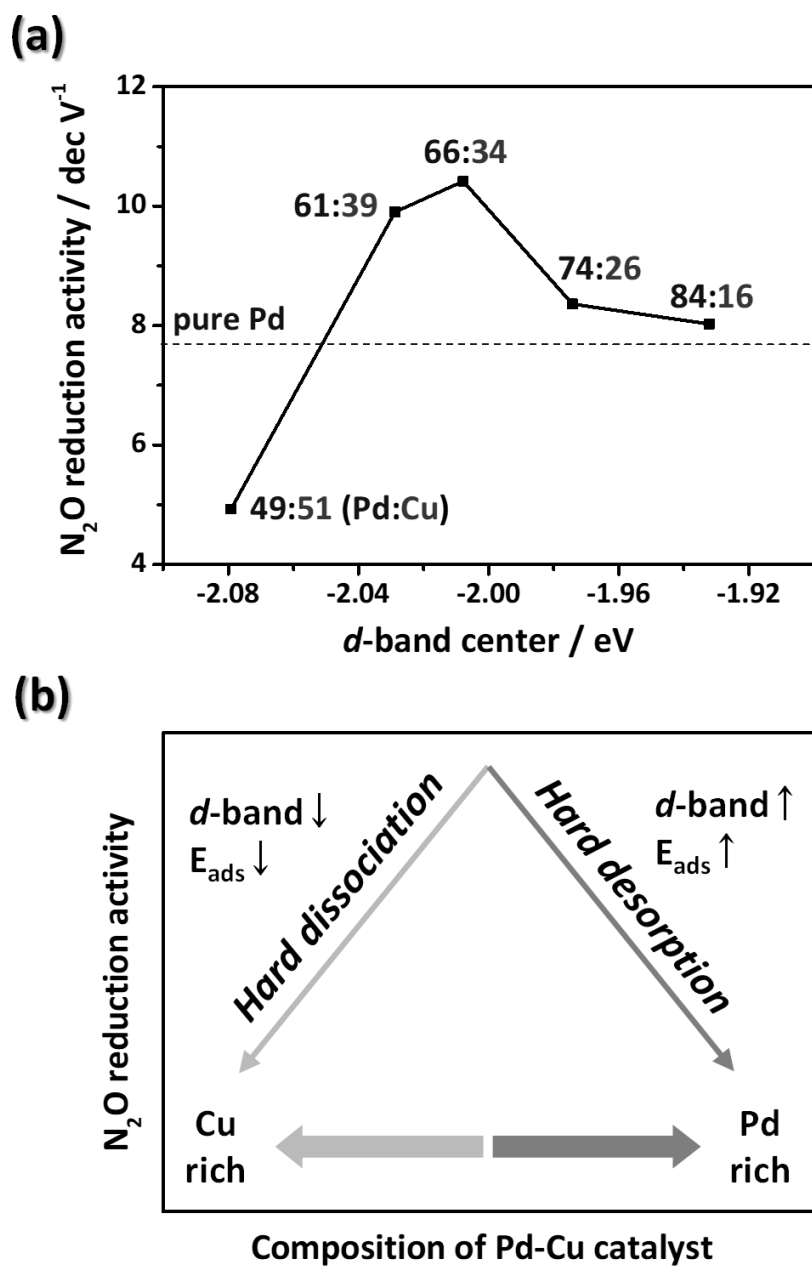 (a)
N₂O reduction activity / dec V⁻¹
12
10
8
6
4
66:34
61:39
74:26
84:16
pure Pd
49:51 (Pd:Cu)
-2.08 -2.04 -2.00 -1.96 -1.92
d-band center / eV
(b)
N₂O reduction activity
d-band ↓
E_ads ↓
Hard dissociation
Hard desorption
d-band ↑
E_ads ↑
Cu
rich
Pd
rich
Composition of Pd-Cu catalyst